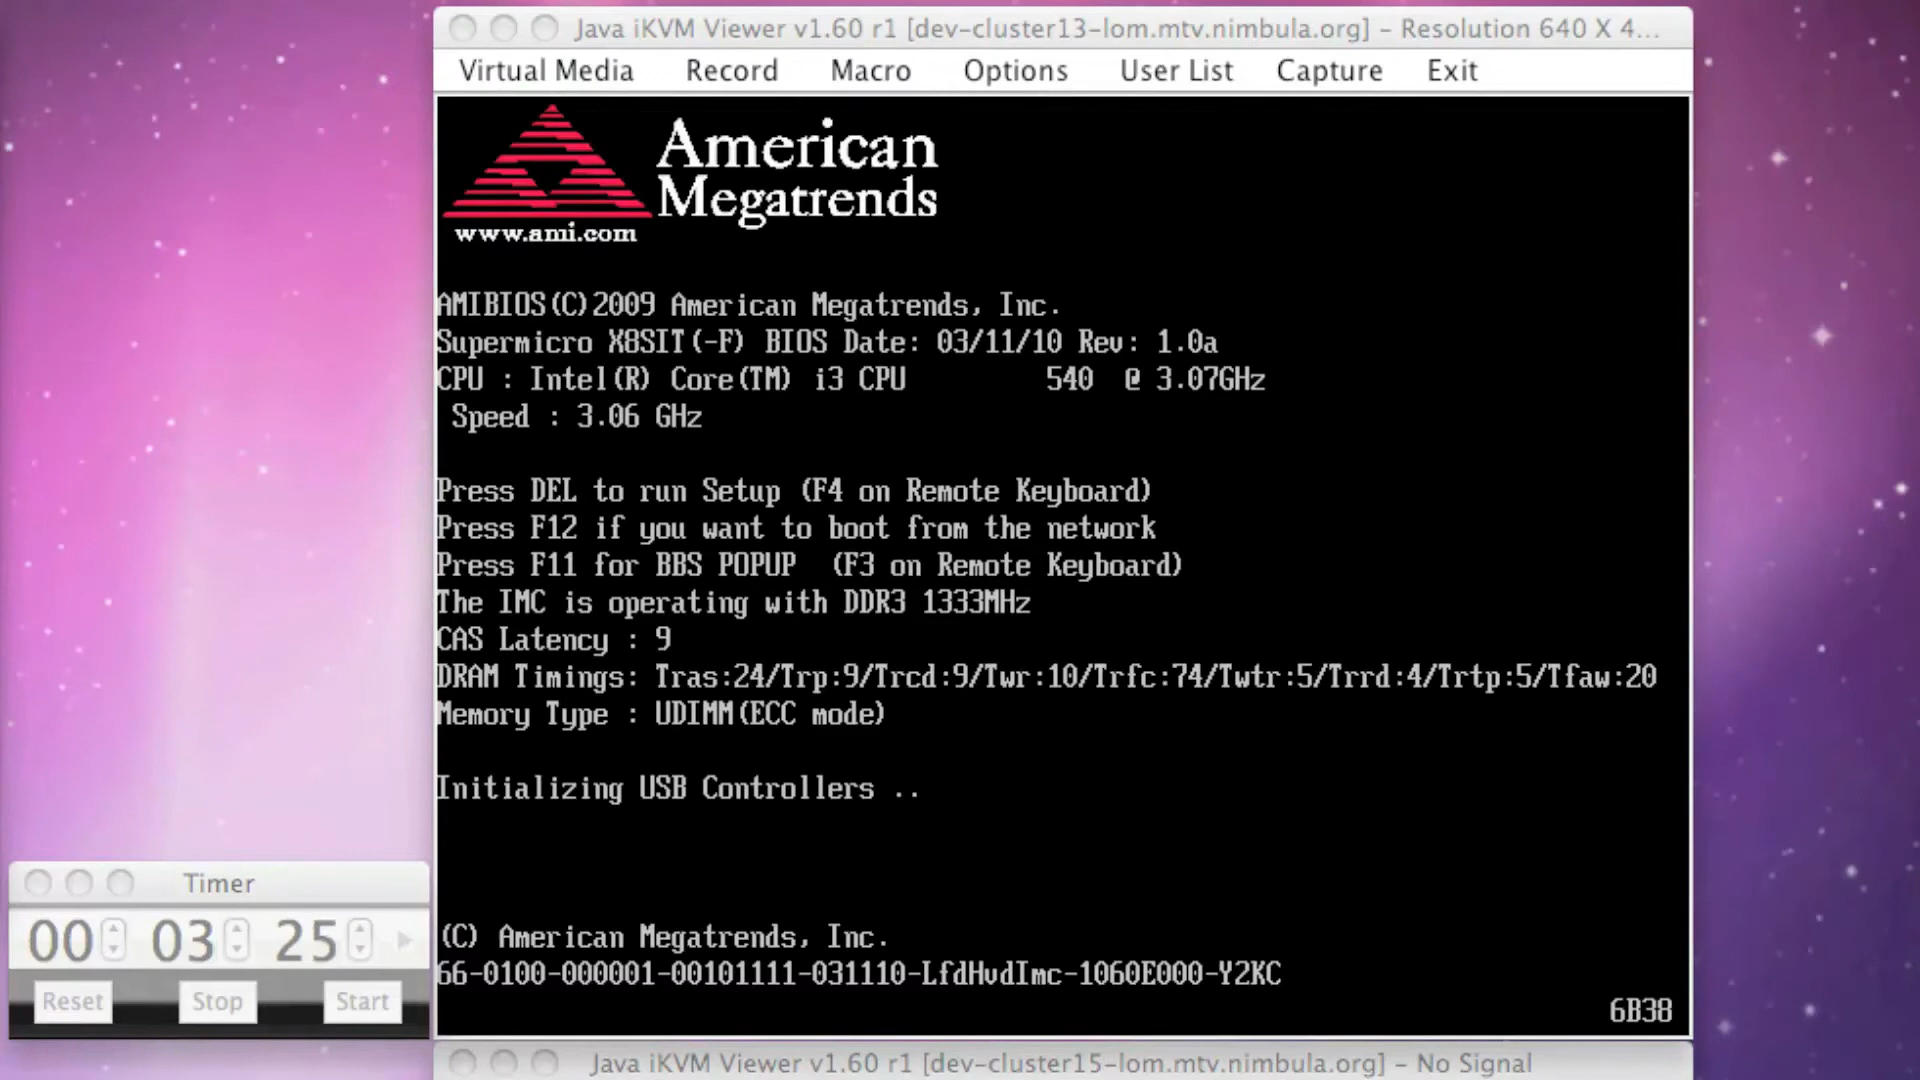 Java iKVM Viewer v1.60 r1 [dev-cluster13-lom.mtv.nimbula.org] – Resolution 640 X 4...
Virtual Media Record Macro Options User List Capture Exit
American
Megatrends
www.ami.com
AMIBIOS(C)2009 American Megatrends, Inc.
Supermicro X8SIT(-F) BIOS Date: 03/11/10 Rev: 1.0a
CPU : Intel(R) Core(TM) i3 CPU 540 @ 3.07GHz
Speed : 3.06 GHz
Press DEL to run Setup (F4 on Remote Keyboard)
Press F12 if you want to boot from the network
Press F11 for BBS POPUP (F3 on Remote Keyboard)
The IMC is operating with DDR3 1333MHz
CAS Latency : 9
DRAM Timings: Tras:24/Trp:9/Trcd:9/Twr:10/Trfc:74/Twtr:5/Trrd:4/Trtp:5/Tfaw:20
Memory Type : UDIMM(ECC mode)
Initializing USB Controllers ..
(C) American Megatrends, Inc.
66-0100-000001-00101111-031110-LfdHvdImc-1060E000-Y2KC
6B38
Timer
00 03 25
Reset Stop Start
Java iKVM Viewer v1.60 r1 [dev-cluster15-lom.mtv.nimbula.org] – No Signal